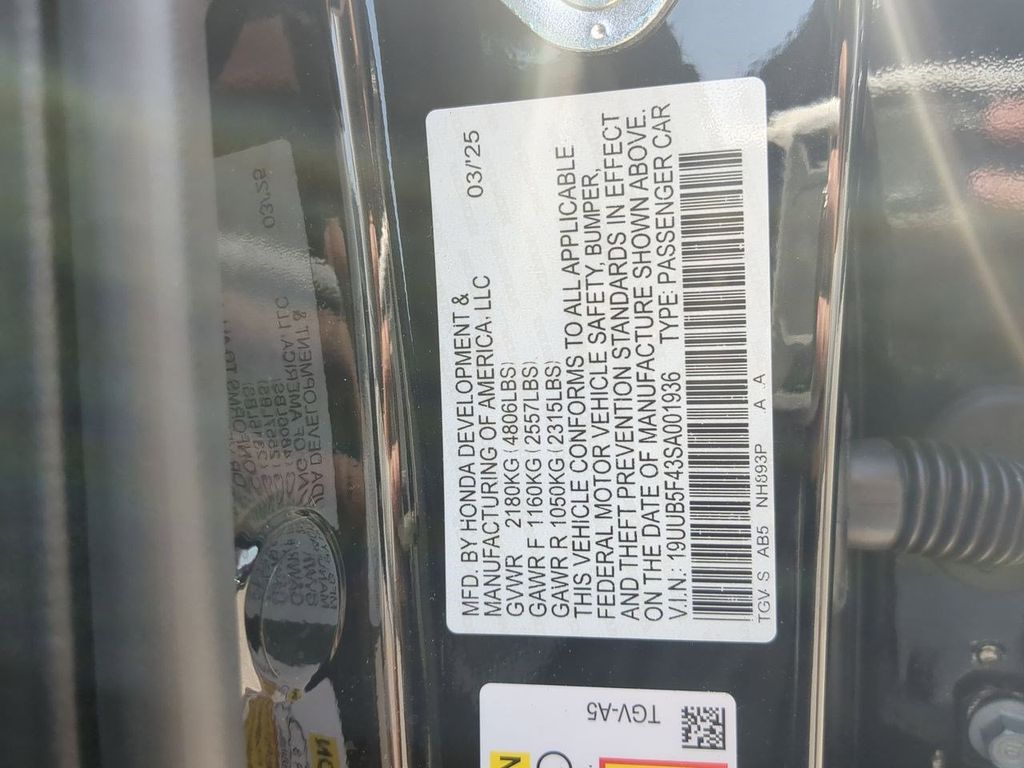 MFD. BY HONDA DEVELOPMENT &
MANUFACTURING OF AMERICA. LLC 03/'25
GVWR 2180KG (4806LBS)
GAWR F 1160KG (2557LBS)
GAWR R 1050KG (2315LBS)
THIS VEHICLE CONFORMS TO ALL APPLICABLE
FEDERAL MOTOR VEHICLE SAFETY, BUMPER,
AND THEFT PREVENTION STANDARDS IN EFFECT
ON THE DATE OF MANUFACTURE SHOWN ABOVE.
V.I.N.: 19UUB5F43SA001936 TYPE: PASSENGER CAR
TGV S AB5 NH893P A A
TGV-A5